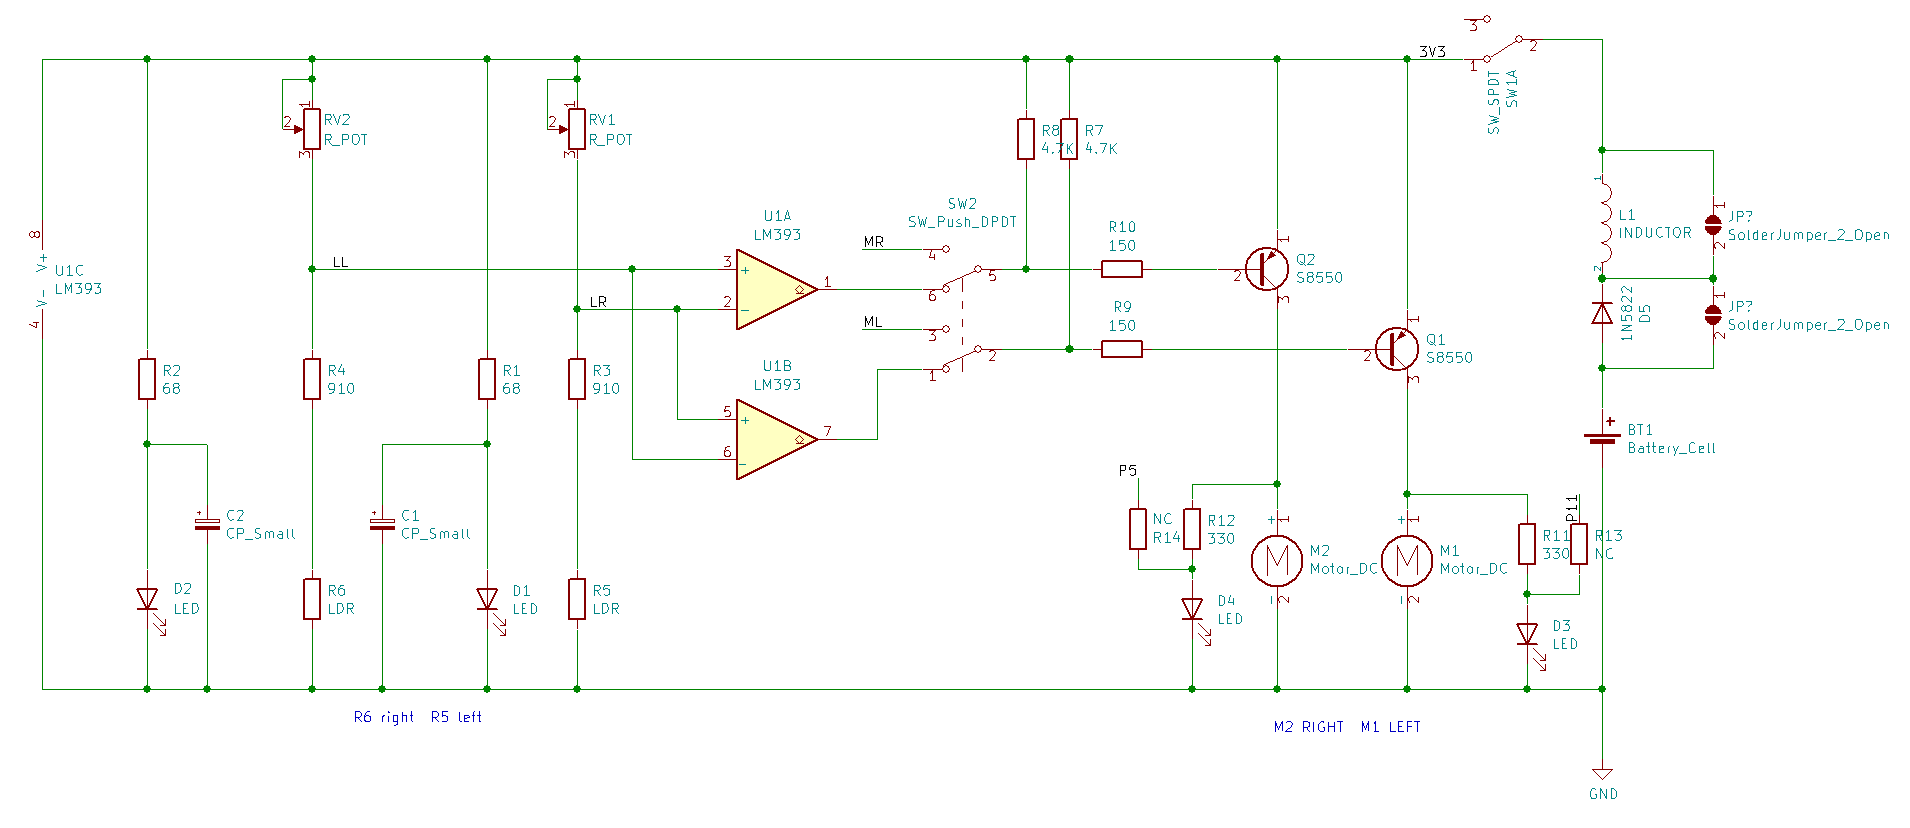 3
3V3
1
2
SW_SPDT
SW1A
1
2
RV2
R_POT
3
1
2
RV1
R_POT
3
R8
4.7K
R7
4.7K
8
V+
U1C
LM393
V-
4
LL
LR
U1A
LM393
3
+
2
−
1
U1B
LM393
5
+
6
−
7
SW2
SW_Push_DPDT
MR
4
5
6
ML
3
2
1
R10
150
R9
150
1
2
Q2
S8550
3
1
2
Q1
S8550
3
1
L1
INDUCTOR
2
1
JP?
SolderJumper_2_Open
2
1N5822
D5
1
JP?
SolderJumper_2_Open
2
+
BT1
Battery_Cell
R2
68
R4
910
R1
68
R3
910
+
C2
CP_Small
+
C1
CP_Small
D2
LED
R6
LDR
D1
LED
R5
LDR
P5
NC
R14
R12
330
D4
LED
+
1
M
M2
Motor_DC
−
2
+
1
M
M1
Motor_DC
−
2
P11
R11
330
R13
NC
D3
LED
R6 right R5 left
M2 RIGHT M1 LEFT
GND